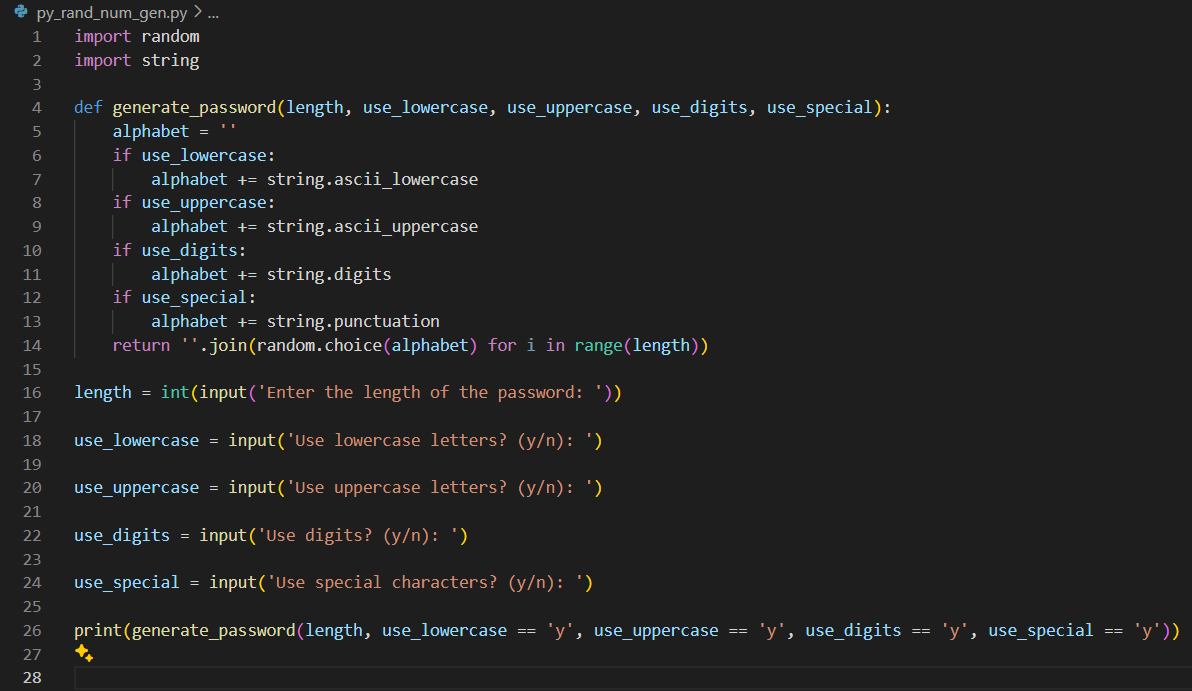 py_rand_num_gen.py > ...
1 import random
2 import string
3
4 def generate_password(length, use_lowercase, use_uppercase, use_digits, use_special):
5     alphabet = ''
6     if use_lowercase:
7         alphabet += string.ascii_lowercase
8     if use_uppercase:
9         alphabet += string.ascii_uppercase
10     if use_digits:
11         alphabet += string.digits
12     if use_special:
13         alphabet += string.punctuation
14     return ''.join(random.choice(alphabet) for i in range(length))
15
16 length = int(input('Enter the length of the password: '))
17
18 use_lowercase = input('Use lowercase letters? (y/n): ')
19
20 use_uppercase = input('Use uppercase letters? (y/n): ')
21
22 use_digits = input('Use digits? (y/n): ')
23
24 use_special = input('Use special characters? (y/n): ')
25
26 print(generate_password(length, use_lowercase == 'y', use_uppercase == 'y', use_digits == 'y', use_special == 'y'))
27
28